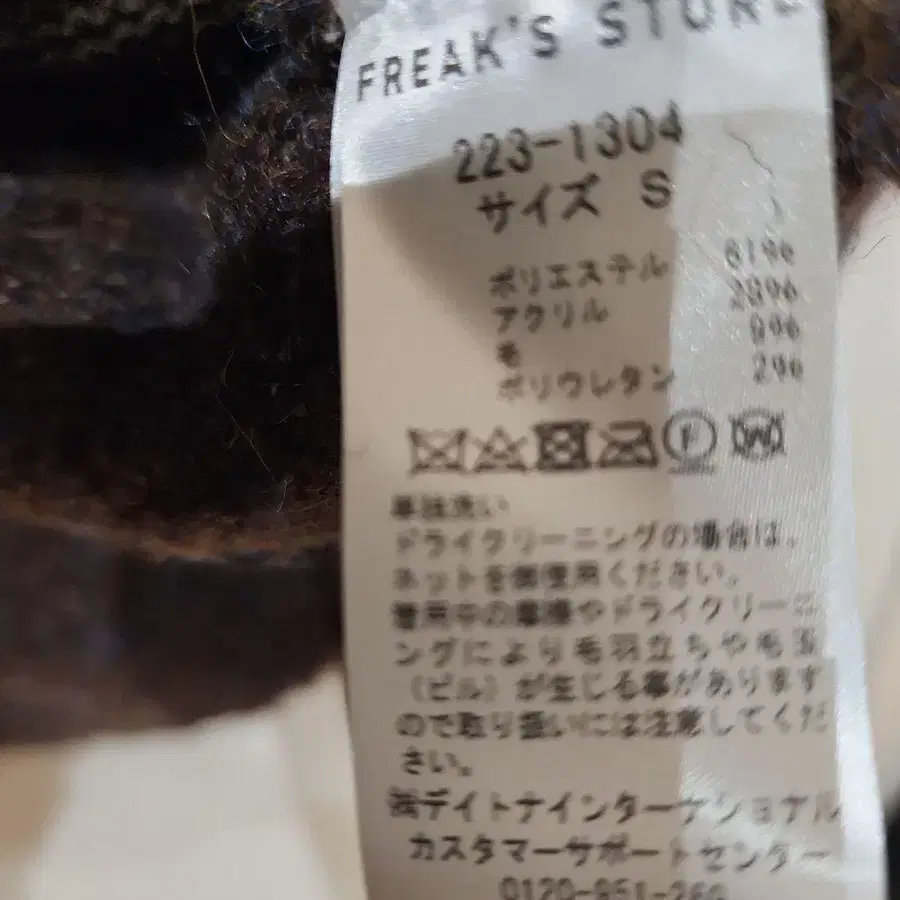 FREAK'S STORE
223-1304
サイズ S
ポリエステル 61%
アクリル 28%
毛 9%
ポリウレタン 2%
F W
単独洗い
ドライクリーニングの場合は、
ネットを御使用ください。
着用中の摩擦やドライクリーニ
ングにより毛羽立ちや毛玉
(ピル)が生じる事があります
ので取り扱いには注意してくだ
さい。
㈱デイトナインターナショナル
カスタマーサポートセンター
0120-951-260